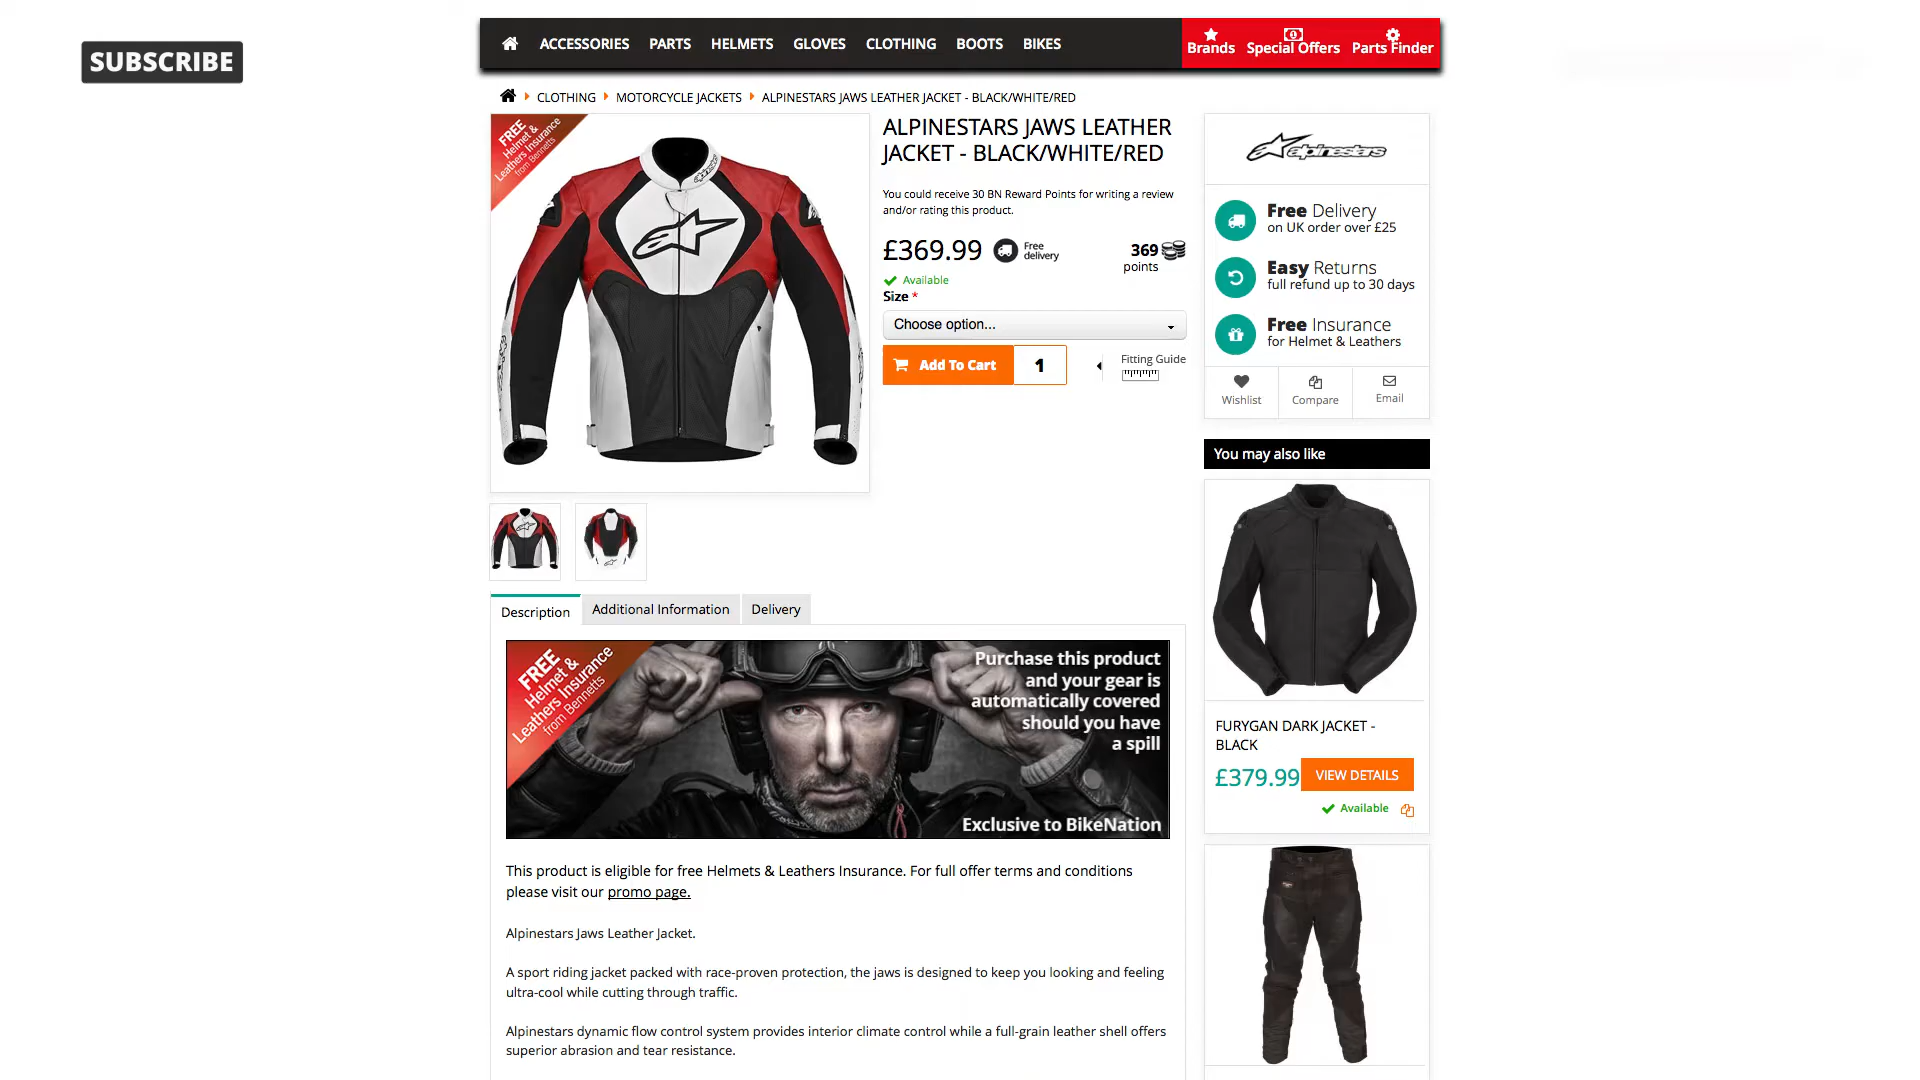 SUBSCRIBE
ACCESSORIES PARTS HELMETS GLOVES CLOTHING BOOTS BIKES
Brands Special Offers Parts Finder
CLOTHING MOTORCYCLE JACKETS ALPINESTARS JAWS LEATHER JACKET - BLACK/WHITE/RED
FREE
Helmet &
Leathers Insurance
from Bennetts
ALPINESTARS JAWS LEATHER
JACKET - BLACK/WHITE/RED
You could receive 30 BN Reward Points for writing a review
and/or rating this product.
£369.99
Free
delivery
369
points
Available
Size *
Choose option...
Add To Cart
1
Fitting Guide
alpinestars
Free Delivery
on UK order over £25
Easy Returns
full refund up to 30 days
Free Insurance
for Helmet & Leathers
Wishlist
Compare
Email
You may also like
FURYGAN DARK JACKET -
BLACK
£379.99
VIEW DETAILS
Available
Description
Additional Information
Delivery
FREE
Helmet &
Leathers Insurance
from Bennetts
Purchase this product
and your gear is
automatically covered
should you have
a spill
Exclusive to BikeNation
This product is eligible for free Helmets & Leathers Insurance. For full offer terms and conditions
please visit our promo page.
Alpinestars Jaws Leather Jacket.
A sport riding jacket packed with race-proven protection, the jaws is designed to keep you looking and feeling
ultra-cool while cutting through traffic.
Alpinestars dynamic flow control system provides interior climate control while a full-grain leather shell offers
superior abrasion and tear resistance.